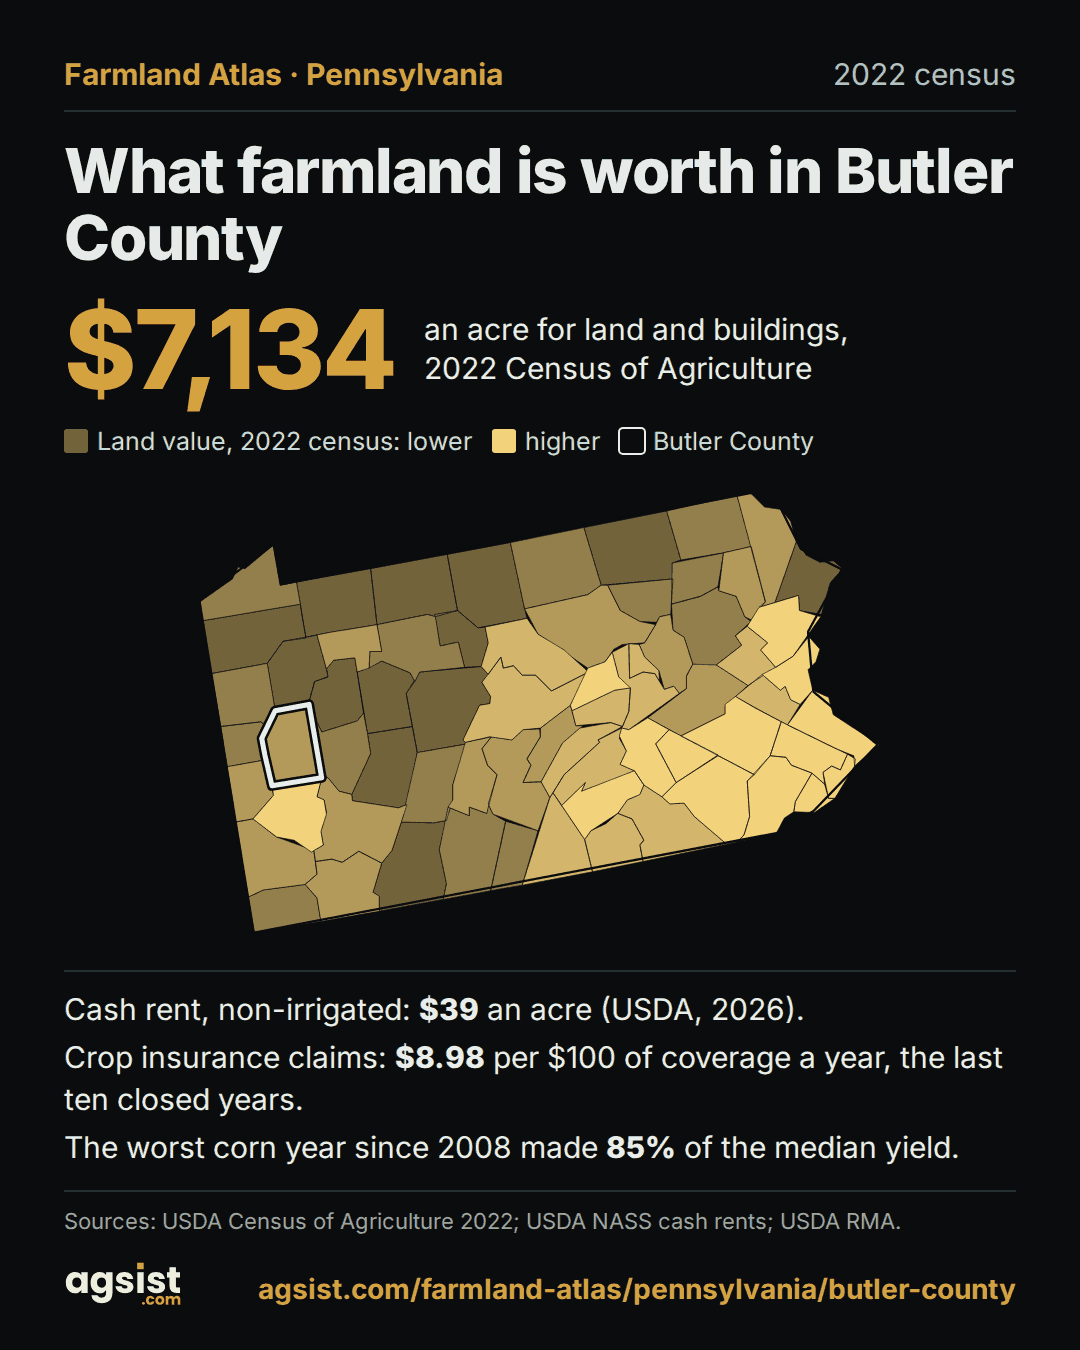 Farmland Atlas · Pennsylvania
2022 census
What farmland is worth in Butler
County
$7,134
an acre for land and buildings,
2022 Census of Agriculture
Land value, 2022 census: lower
higher
Butler County
Cash rent, non-irrigated: $39 an acre (USDA, 2026).
Crop insurance claims: $8.98 per $100 of coverage a year, the last
ten closed years.
The worst corn year since 2008 made 85% of the median yield.
Sources: USDA Census of Agriculture 2022; USDA NASS cash rents; USDA RMA.
agsist
.com
agsist.com/farmland-atlas/pennsylvania/butler-county